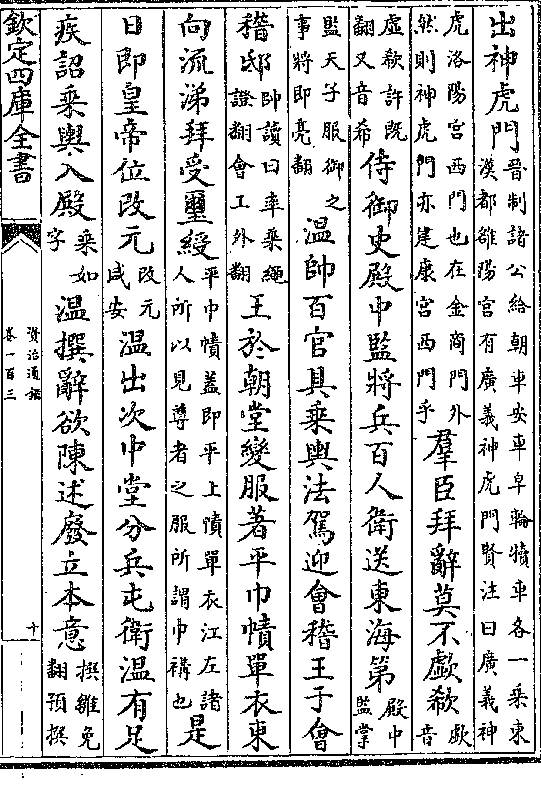 出神虎門晉制諸公給朝車安車皁輪犢車各一乘東
漢都雒陽宮有廣義神虎門賢注曰廣義神
虎洛陽宮西門也在金商門外
然則神虎門亦建康宮西門乎羣臣拜辭莫不歔欷歔
音
虛欷許既
翻又音希侍御史殿中監將兵百人衛送東海第殿中
監掌
監天子服御之
事將即亮翻溫帥百官具乘輿法駕迎會稽王于會
稽邸帥讀曰率乘繩
證翻會工外翻王於朝堂變服著平巾幘單衣東
向流涕拜受璽綬平巾幘蓋即平上幘單衣江左諸
人所以見尊者之服所謂巾褠也是
日即皇帝位改元改元
咸安溫出次中堂分兵屯衛溫有足
疾詔乘輿入殿乘如
字溫撰辭欲陳述廢立本意撰雛免
翻預撰
欽定四庫全書
資治通鑑
卷一百三
十